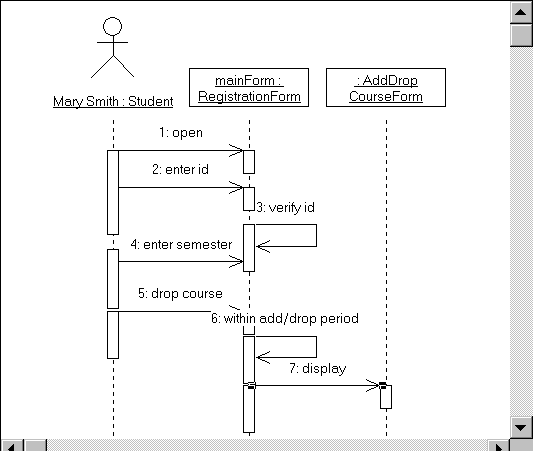 mainForm :
RegistrationForm
: AddDrop
CourseForm
Mary Smith : Student
1: open
2: enter id
3: verify id
4: enter semester
5: drop course
6: within add/drop period
7: display